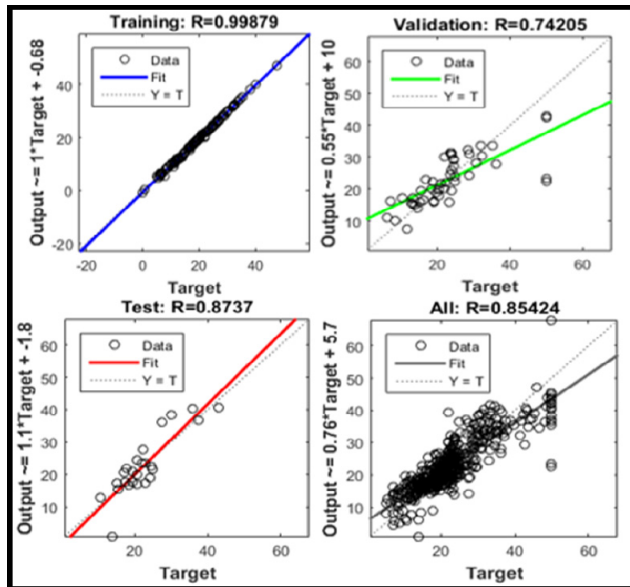 Training: R=0.99879
Output ~= 1*Target + -0.68
Data
Fit
Y = T
40
20
0
-20
-20
0
20
40
Target
Validation: R=0.74205
Output ~= 0.55*Target + 10
Data
Fit
Y = T
60
50
40
30
20
10
20
40
60
Target
Test: R=0.8737
Output ~= 1.1*Target + -1.8
Data
Fit
Y = T
60
50
40
30
20
10
20
40
60
Target
All: R=0.85424
Output ~= 0.76*Target + 5.7
Data
Fit
Y = T
60
50
40
30
20
10
20
40
60
Target